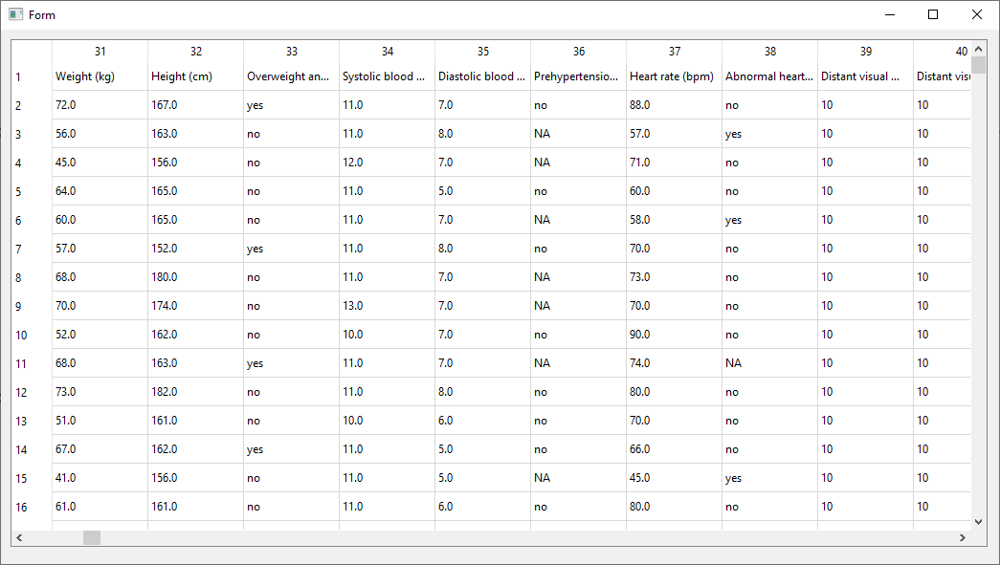 Form
31 32 33 34 35 36 37 38 39 40
1 Weight (kg) Height (cm) Overweight an... Systolic blood ... Diastolic blood ... Prehypertensio... Heart rate (bpm) Abnormal heart... Distant visual ... Distant visu
2 72.0 167.0 yes 11.0 7.0 no 88.0 no 10 10
3 56.0 163.0 no 11.0 8.0 NA 57.0 yes 10 10
4 45.0 156.0 no 12.0 7.0 NA 71.0 no 10 10
5 64.0 165.0 no 11.0 5.0 no 60.0 no 10 10
6 60.0 165.0 no 11.0 7.0 NA 58.0 yes 10 10
7 57.0 152.0 yes 11.0 8.0 no 70.0 no 10 10
8 68.0 180.0 no 11.0 7.0 NA 73.0 no 10 10
9 70.0 174.0 no 13.0 7.0 NA 70.0 no 10 10
10 52.0 162.0 no 10.0 7.0 no 90.0 no 10 10
11 68.0 163.0 yes 11.0 7.0 NA 74.0 NA 10 10
12 73.0 182.0 no 11.0 8.0 no 80.0 no 10 10
13 51.0 161.0 no 10.0 6.0 no 70.0 no 10 10
14 67.0 162.0 yes 11.0 5.0 no 66.0 no 10 10
15 41.0 156.0 no 11.0 5.0 NA 45.0 yes 10 10
16 61.0 161.0 no 11.0 6.0 no 80.0 no 10 10